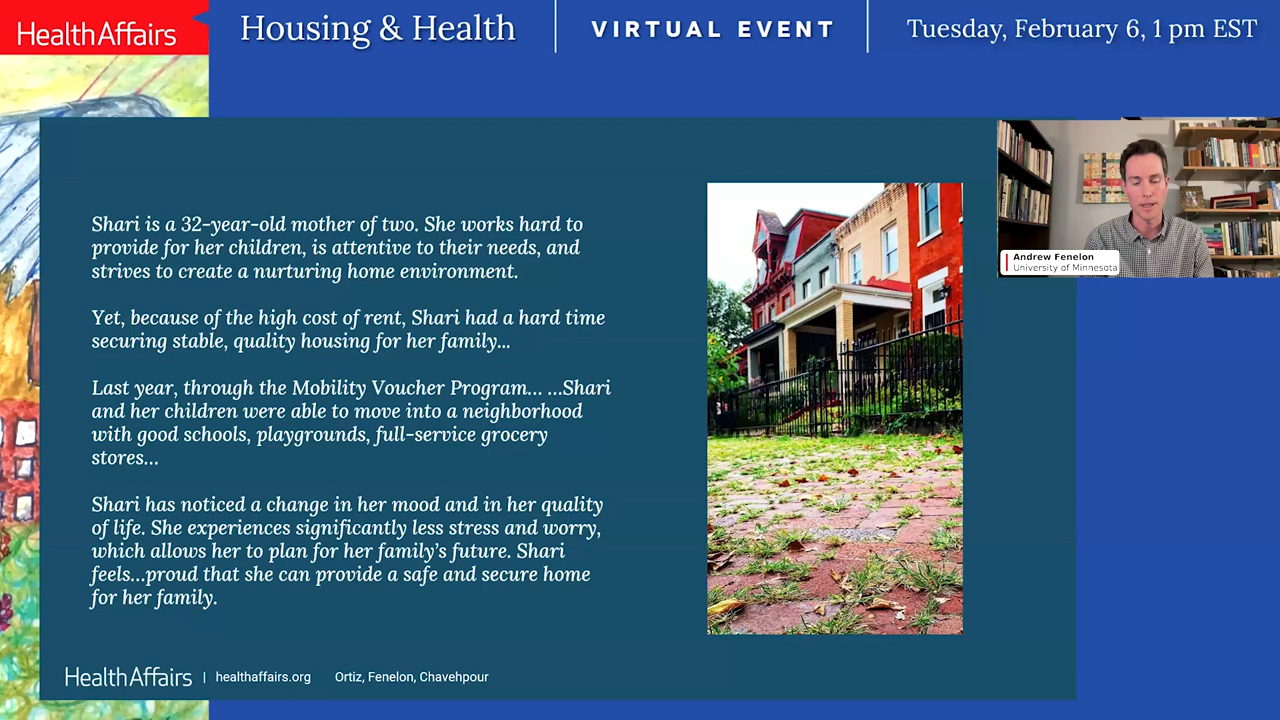 HealthAffairs
Housing & Health
VIRTUAL EVENT
Tuesday, February 6, 1 pm EST
Shari is a 32-year-old mother of two. She works hard to
provide for her children, is attentive to their needs, and
strives to create a nurturing home environment.
Yet, because of the high cost of rent, Shari had a hard time
securing stable, quality housing for her family...
Last year, through the Mobility Voucher Program... ...Shari
and her children were able to move into a neighborhood
with good schools, playgrounds, full-service grocery
stores...
Shari has noticed a change in her mood and in her quality
of life. She experiences significantly less stress and worry,
which allows her to plan for her family's future. Shari
feels...proud that she can provide a safe and secure home
for her family.
Andrew Fenelon
University of Minnesota
HealthAffairs | healthaffairs.org Ortiz, Fenelon, Chavehpour